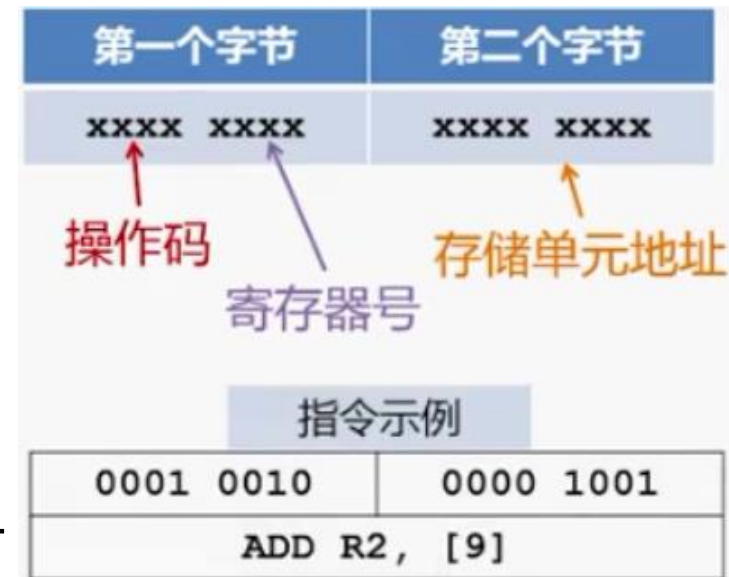 第一个字节 第二个字节
xxxx xxxx xxxx xxxx
操作码
存储单元地址
寄存器号
指令示例
0001 0010 0000 1001
ADD R2, [9]